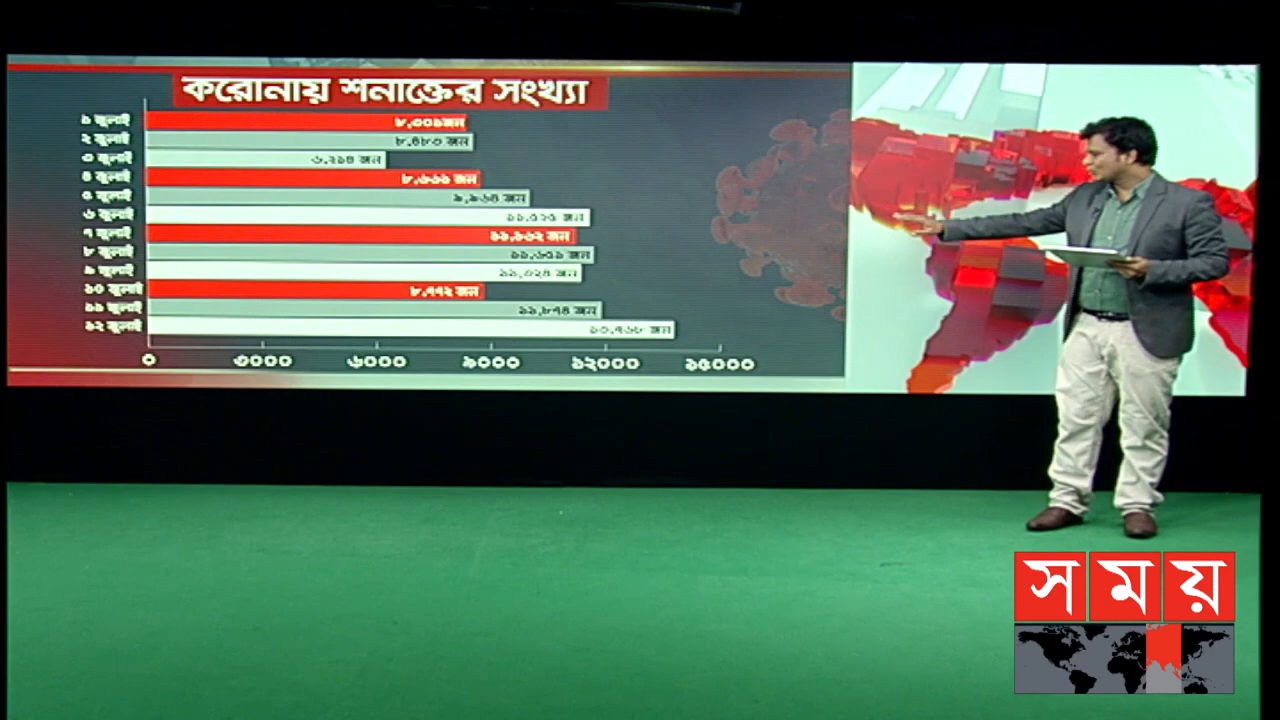 করোনায় শনাক্তের সংখ্যা
১ জুলাই ৮,৩০১জন
২ জুলাই ৮,৪৮৩ জন
৩ জুলাই ৬,২১৪ জন
৪ জুলাই ৮,৬৬১ জন
৫ জুলাই ৯,৯৬৪ জন
৬ জুলাই ১১,৫২৫ জন
৭ জুলাই ১১,১৬২ জন
৮ জুলাই ১১,৬৫১ জন
৯ জুলাই ১১,৩২৪ জন
১০ জুলাই ৮,৭৭২ জন
১১ জুলাই ১১,৮৭৪ জন
১২ জুলাই ১৩,৭৬৮ জন
০ ৩০০০ ৬০০০ ৯০০০ ১২০০০ ১৫০০০
সময়